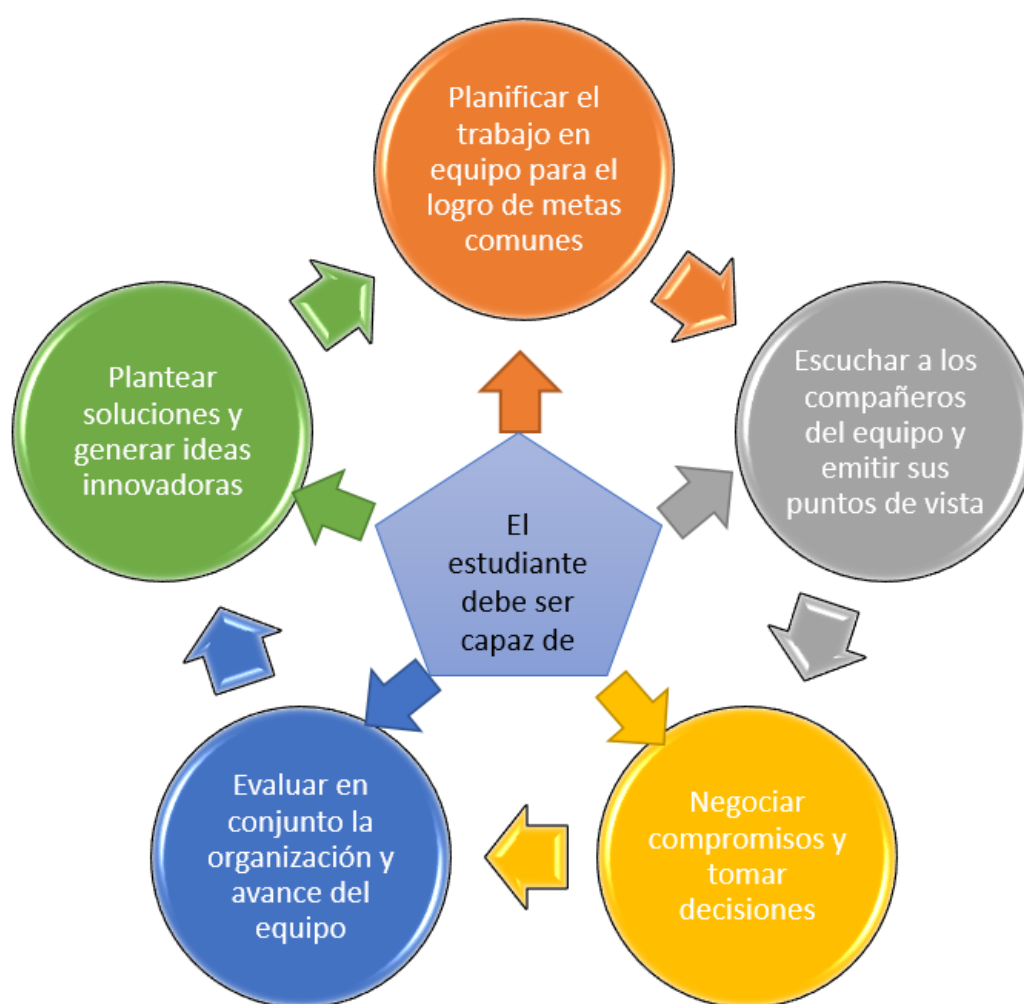 Planificar el
trabajo en
equipo para el
logro de metas
comunes
Escuchar a los
compañeros
del equipo y
emitir sus
puntos de vista
Negociar
compromisos y
tomar
decisiones
Evaluar en
conjunto la
organización y
avance del
equipo
Plantear
soluciones y
generar ideas
innovadoras
El
estudiante
debe ser
capaz de